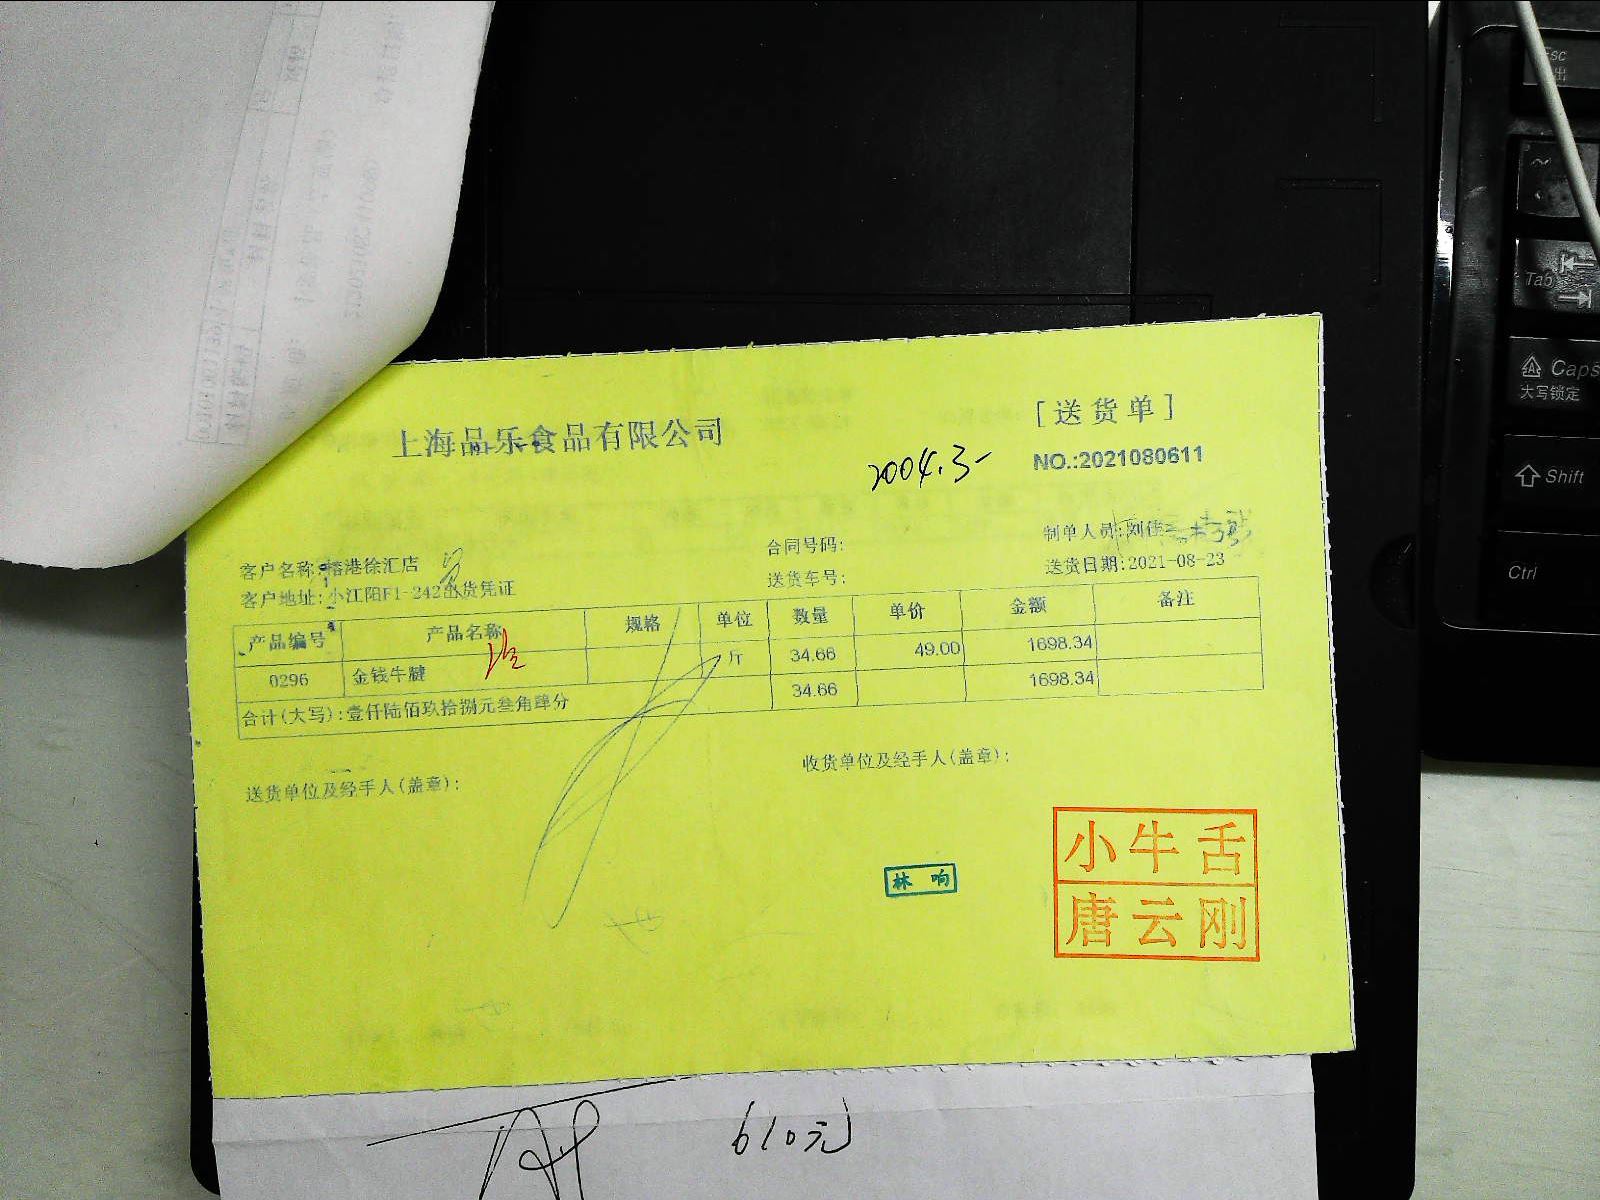 上海品乐食品有限公司
[送货单]
2004.3-
NO.:2021080611
制单人员:刘佳
客户名称:榕港徐汇店
合同号码:
送货日期:2021-08-23
客户地址:小江阳F1-242出货凭证
送货车号:
产品编号 产品名称 规格 单位 数量 单价 金额 备注
0296 金钱牛腱 斤 34.66 49.00 1698.34
34.66 1698.34
合计(大写):壹仟陆佰玖拾捌元叁角肆分
送货单位及经手人(盖章):
收货单位及经手人(盖章):
林响
小牛舌
唐云刚
610元
Esc
Tab
Caps
大写锁定
Shift
Ctrl